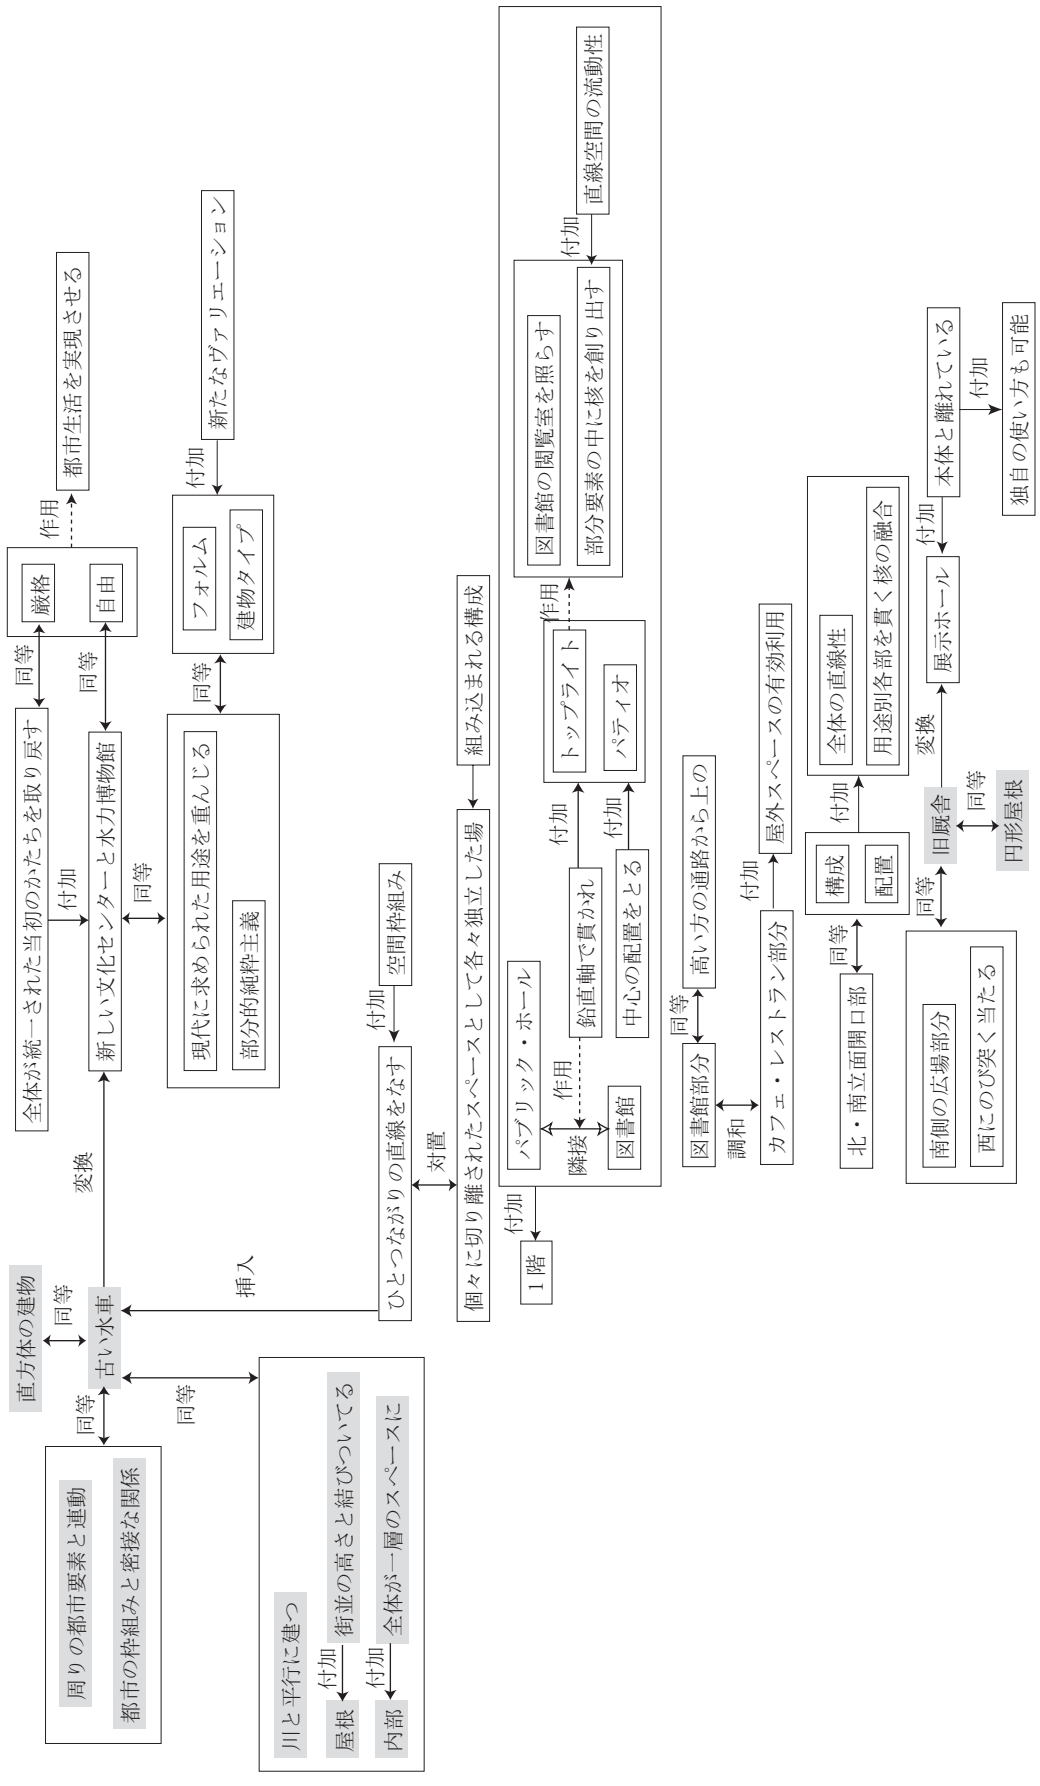 直方体の建物
同等
古い水車
同等
周りの都市要素と連動
都市の枠組みと密接な関係
同等
川と平行に建つ
屋根
付加
街並の高さと結びついてる
内部
付加
全体が一層のスペースに
変換
新しい文化センターと水力博物館
付加
全体が統一された当初のかたちを取り戻す
同等
厳格
同等
自由
作用
都市生活を実現させる
同等
現代に求められた用途を重んじる
部分的純粋主義
同等
フォルム
建物タイプ
付加
新たなヴァリエーション
挿入
ひとつながりの直線をなす
付加
空間枠組み
対置
個々に切り離されたスペースとして各々独立した場
組み込まれる構成
1階
付加
パブリック・ホール
隣接
図書館
作用
鉛直軸で貫かれ
中心の配置をとる
付加
付加
トップライト
パティオ
作用
図書館の閲覧室を照らす
部分要素の中に核を創り出す
付加
直線空間の流動性
図書館部分
同等
高い方の通路から上の
調和
カフェ・レストラン部分
付加
屋外スペースの有効利用
北・南立面開口部
同等
構成
配置
付加
全体の直線性
用途別各部を貫く核の融合
南側の広場部分
西にのび突く当たる
同等
旧厩舎
同等
円形屋根
変換
展示ホール
付加
本体と離れている
付加
独自の使い方も可能